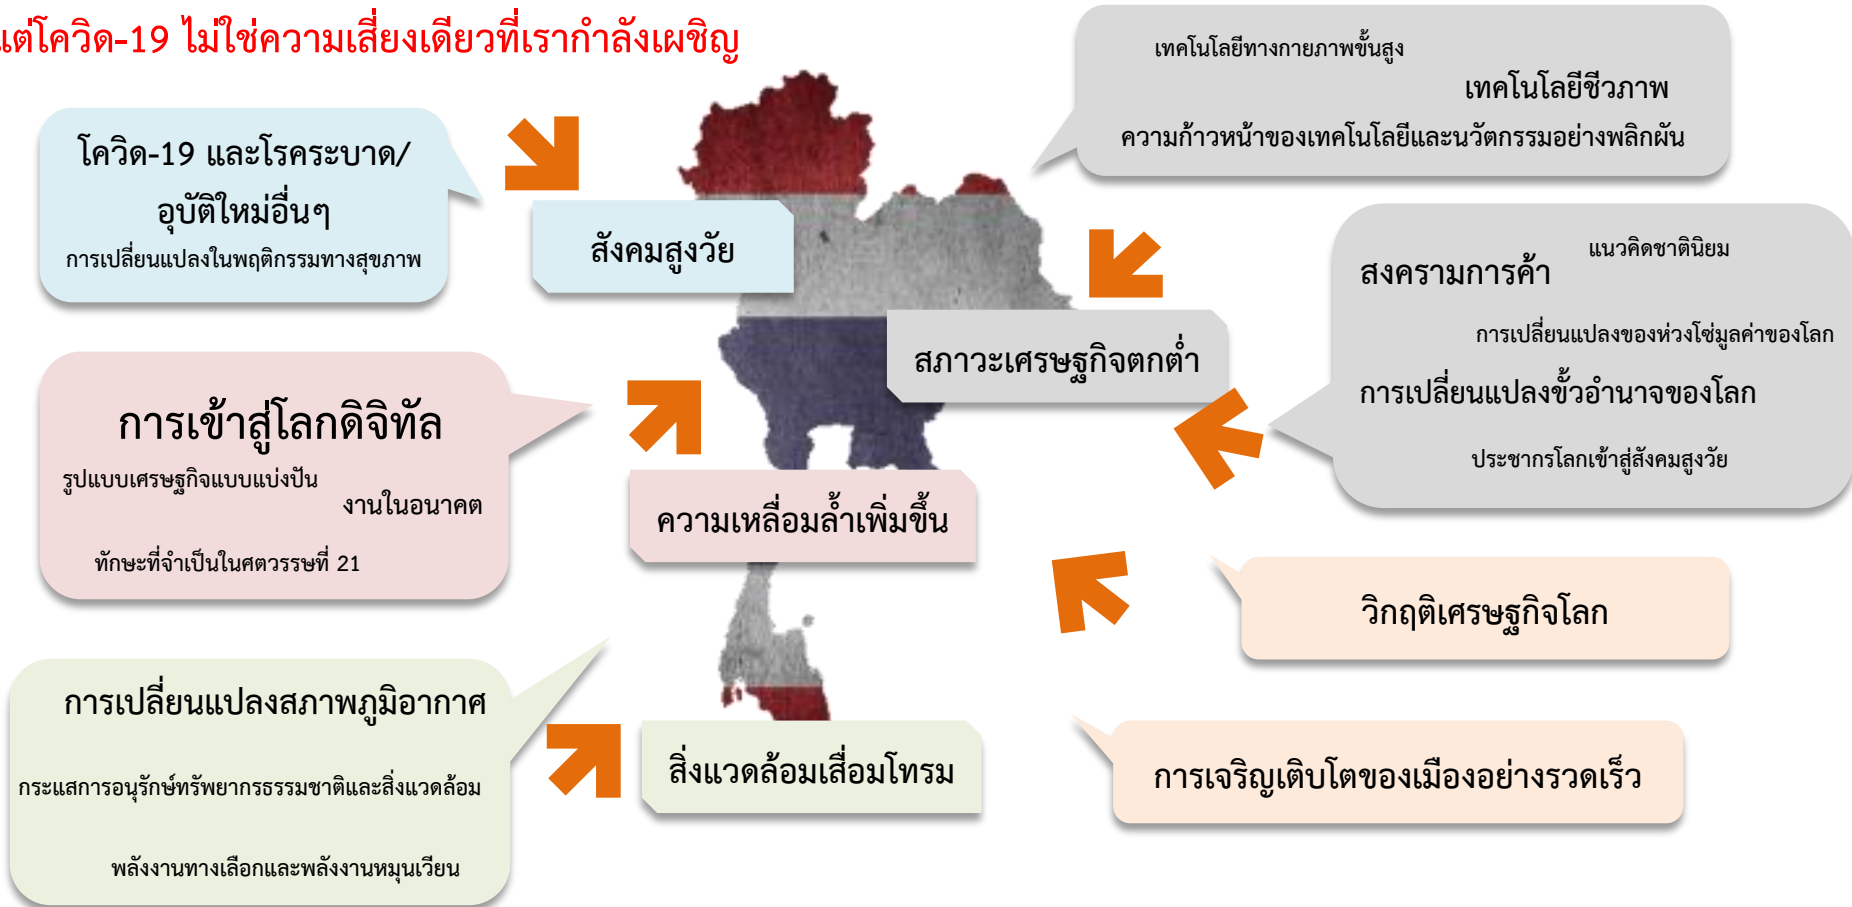 แต่โควิด-19 ไม่ใช่ความเสี่ยงเดียวที่เรากำลังเผชิญ
โควิด-19 และโรคระบาด/
อุบัติใหม่อื่นๆ
การเปลี่ยนแปลงในพฤติกรรมทางสุขภาพ
สังคมสูงวัย
เทคโนโลยีทางกายภาพขั้นสูง
เทคโนโลยีชีวภาพ
ความก้าวหน้าของเทคโนโลยีและนวัตกรรมอย่างพลิกผัน
สภาวะเศรษฐกิจตกต่ำ
แนวคิดชาตินิยม
สงครามการค้า
การเปลี่ยนแปลงของห่วงโซ่มูลค่าของโลก
การเปลี่ยนแปลงขั้วอำนาจของโลก
ประชากรโลกเข้าสู่สังคมสูงวัย
การเข้าสู่โลกดิจิทัล
รูปแบบเศรษฐกิจแบบแบ่งปัน
งานในอนาคต
ทักษะที่จำเป็นในศตวรรษที่ 21
ความเหลื่อมล้ำเพิ่มขึ้น
วิกฤติเศรษฐกิจโลก
การเปลี่ยนแปลงสภาพภูมิอากาศ
กระแสการอนุรักษ์ทรัพยากรธรรมชาติและสิ่งแวดล้อม
พลังงานทางเลือกและพลังงานหมุนเวียน
สิ่งแวดล้อมเสื่อมโทรม
การเจริญเติบโตของเมืองอย่างรวดเร็ว